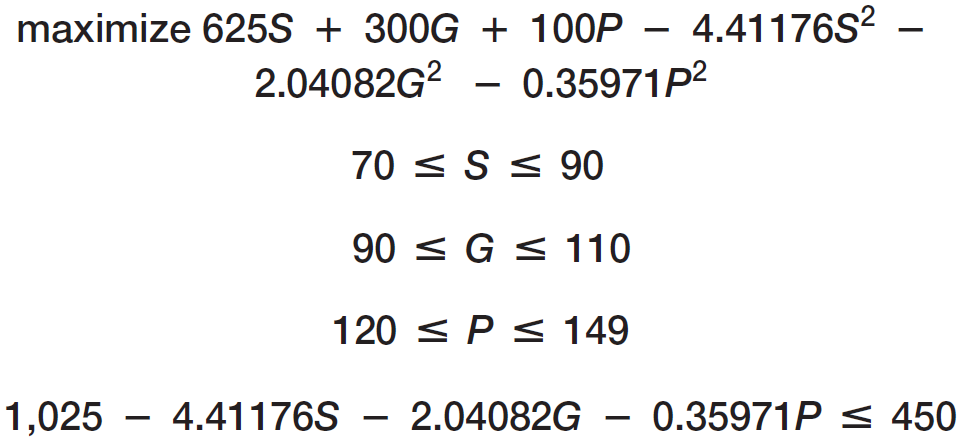 maximize 625S + 300G + 100P − 4.41176S² −
2.04082G² − 0.35971P²
70 ≤ S ≤ 90
90 ≤ G ≤ 110
120 ≤ P ≤ 149
1,025 − 4.41176S − 2.04082G − 0.35971P ≤ 450